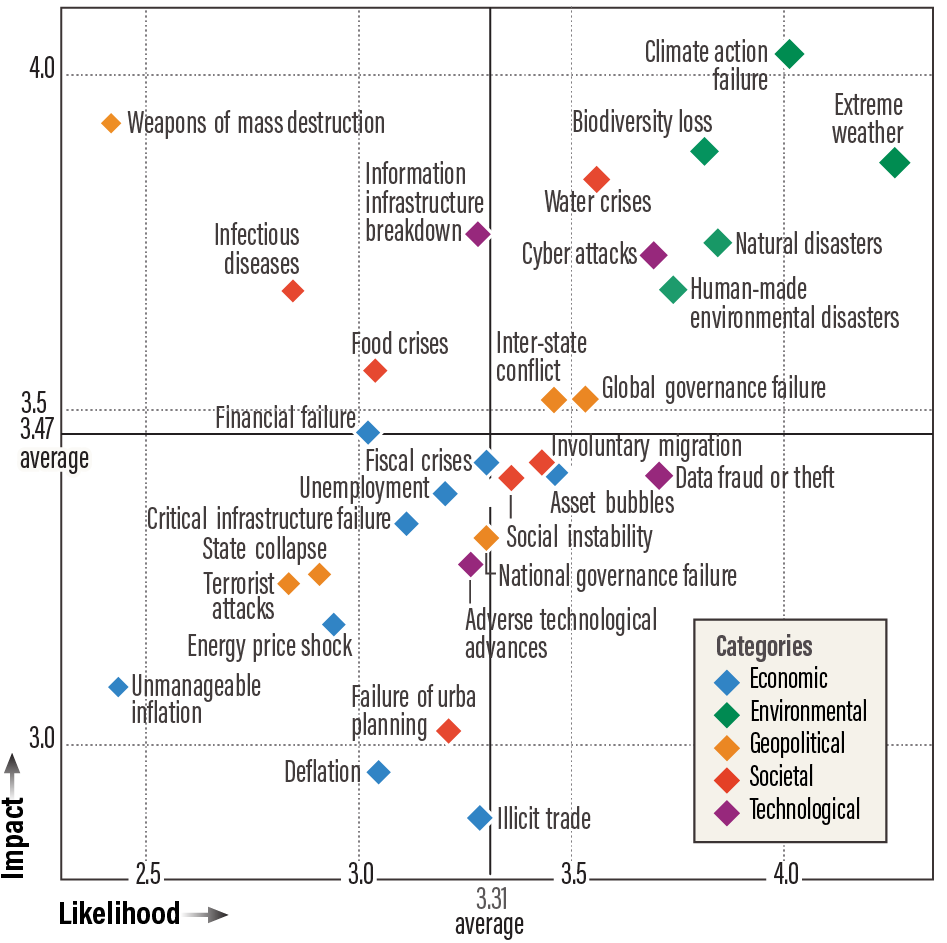 4.0
Climate action
failure
Extreme
weather
Weapons of mass destruction
Biodiversity loss
Information
infrastructure
breakdown
Water crises
Infectious
diseases
Cyber attacks
Natural disasters
Human-made
environmental disasters
Food crises
Inter-state
conflict
Global governance failure
3.5
3.47
average
Financial failure
Involuntary migration
Fiscal crises
Data fraud or theft
Unemployment
Asset bubbles
Critical infrastructure failure
Social instability
State collapse
National governance failure
Terrorist
attacks
Adverse technological
advances
Energy price shock
Unmanageable
inflation
Failure of urba
planning
3.0
Deflation
Illicit trade
Categories
Economic
Environmental
Geopolitical
Societal
Technological
Impact
2.5
3.0
3.5
4.0
3.31
average
Likelihood